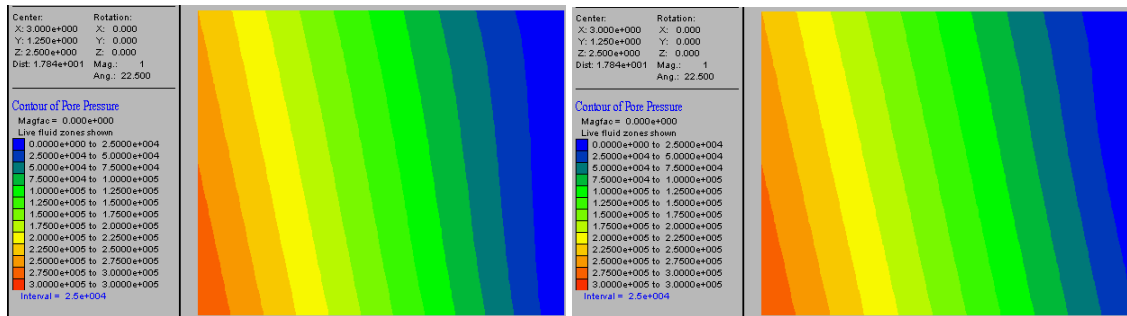 Center: Rotation:
X: 3.000e+000 X: 0.000
Y: 1.250e+000 Y: 0.000
Z: 2.500e+000 Z: 0.000
Dist: 1.784e+001 Mag.: 1
Ang.: 22.500
Contour of Pore Pressure
Magfac = 0.000e+000
Live fluid zones shown
0.0000e+000 to 2.5000e+004
2.5000e+004 to 5.0000e+004
5.0000e+004 to 7.5000e+004
7.5000e+004 to 1.0000e+005
1.0000e+005 to 1.2500e+005
1.2500e+005 to 1.5000e+005
1.5000e+005 to 1.7500e+005
1.7500e+005 to 2.0000e+005
2.0000e+005 to 2.2500e+005
2.2500e+005 to 2.5000e+005
2.5000e+005 to 2.7500e+005
2.7500e+005 to 3.0000e+005
3.0000e+005 to 3.0000e+005
Interval = 2.5e+004
Center: Rotation:
X: 3.000e+000 X: 0.000
Y: 1.250e+000 Y: 0.000
Z: 2.500e+000 Z: 0.000
Dist: 1.784e+001 Mag.: 1
Ang.: 22.500
Contour of Pore Pressure
Magfac = 0.000e+000
Live fluid zones shown
0.0000e+000 to 2.5000e+004
2.5000e+004 to 5.0000e+004
5.0000e+004 to 7.5000e+004
7.5000e+004 to 1.0000e+005
1.0000e+005 to 1.2500e+005
1.2500e+005 to 1.5000e+005
1.5000e+005 to 1.7500e+005
1.7500e+005 to 2.0000e+005
2.0000e+005 to 2.2500e+005
2.2500e+005 to 2.5000e+005
2.5000e+005 to 2.7500e+005
2.7500e+005 to 3.0000e+005
3.0000e+005 to 3.0000e+005
Interval = 2.5e+004